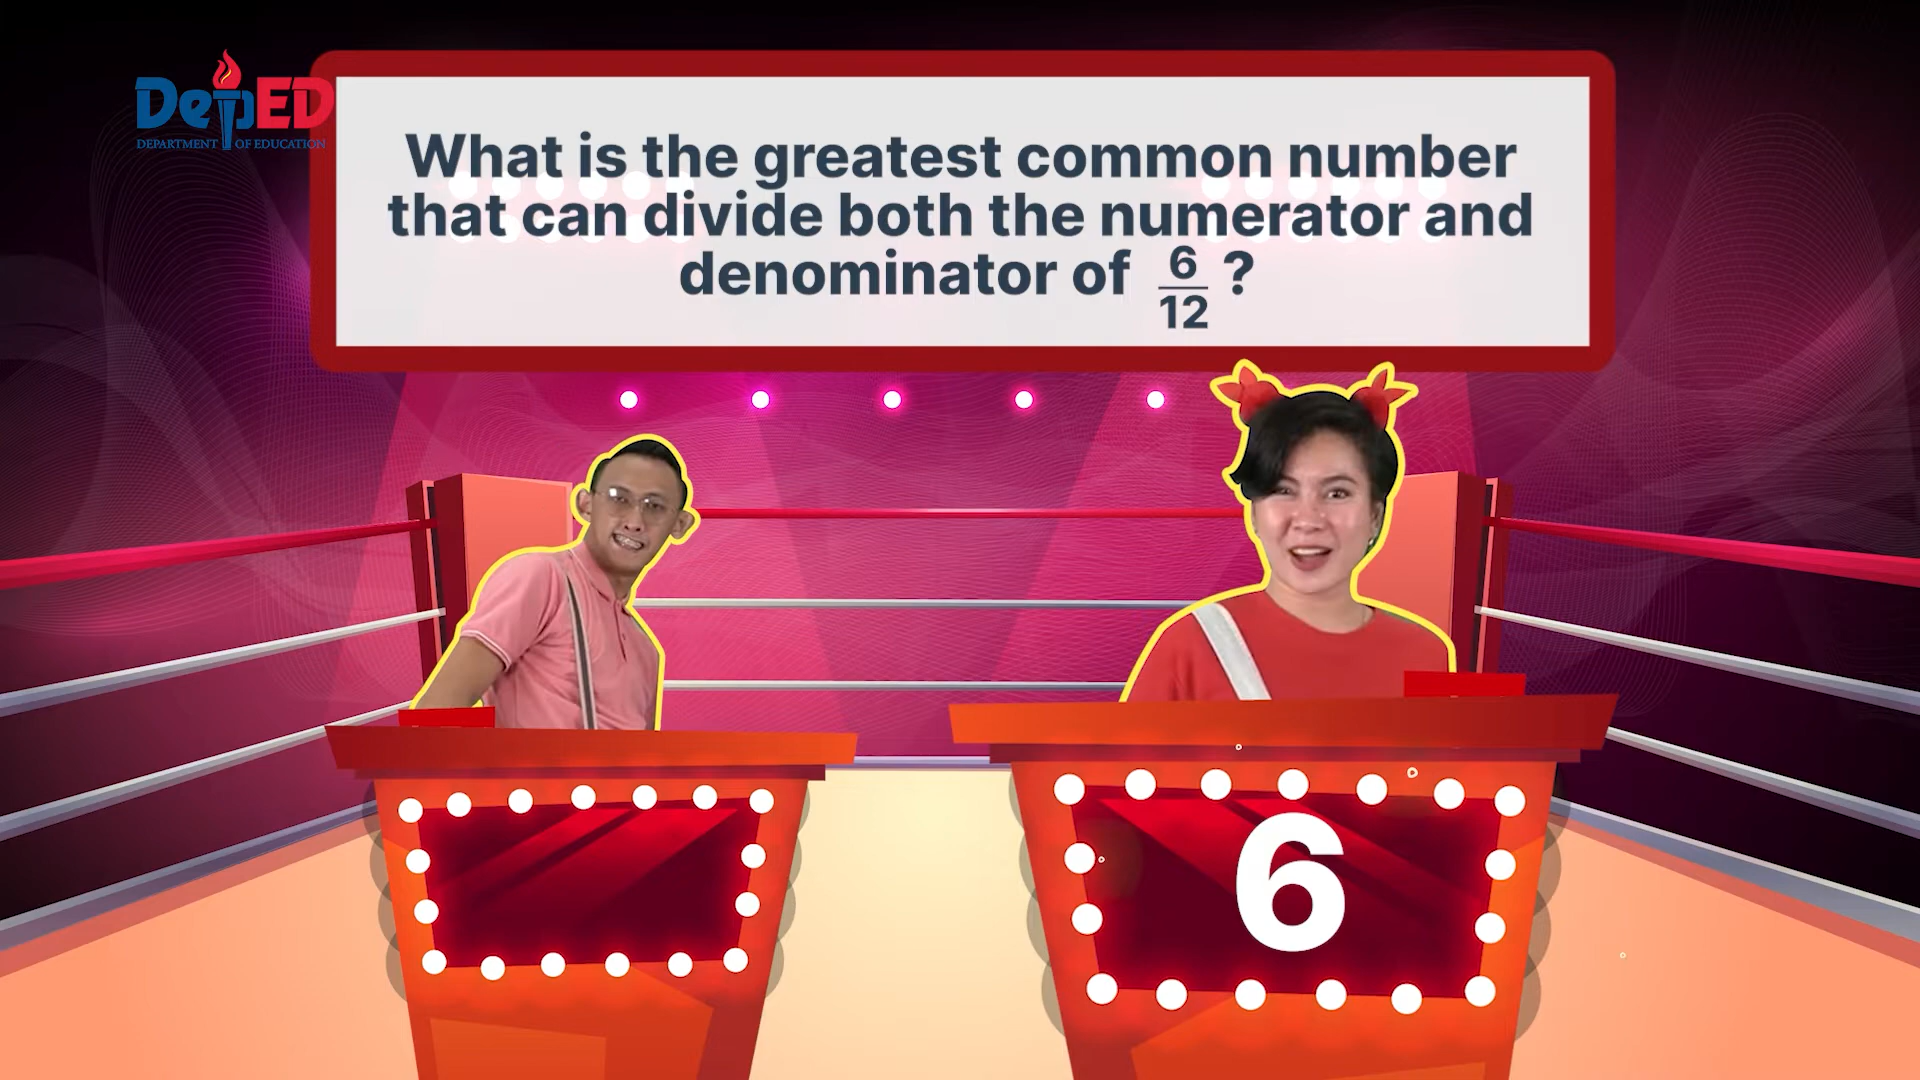 DepED
DEPARTMENT OF EDUCATION
What is the greatest common number
that can divide both the numerator and
denominator of 6/12 ?
6